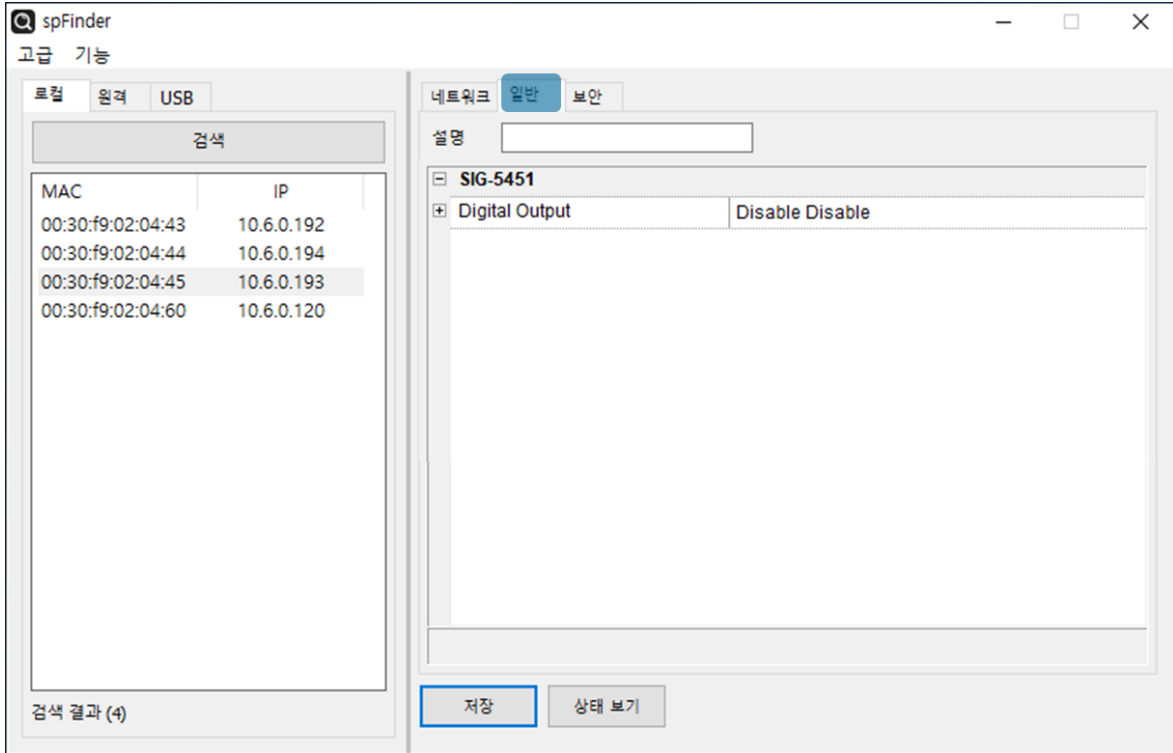 spFinder
고급 기능
로컬 원격 USB
검색
MAC IP
00:30:f9:02:04:43 10.6.0.192
00:30:f9:02:04:44 10.6.0.194
00:30:f9:02:04:45 10.6.0.193
00:30:f9:02:04:60 10.6.0.120
검색 결과 (4)
네트워크 일반 보안
설명
SIG-5451
Digital Output Disable Disable
저장 상태 보기